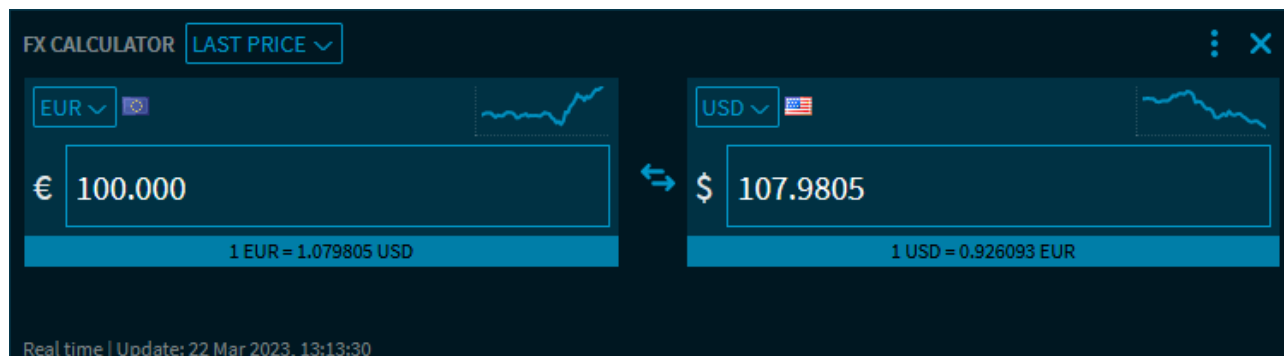 FX CALCULATOR LAST PRICE
EUR
€ 100.000
1 EUR = 1.079805 USD
USD
$ 107.9805
1 USD = 0.926093 EUR
Real time | Update: 22 Mar 2023, 13:13:30